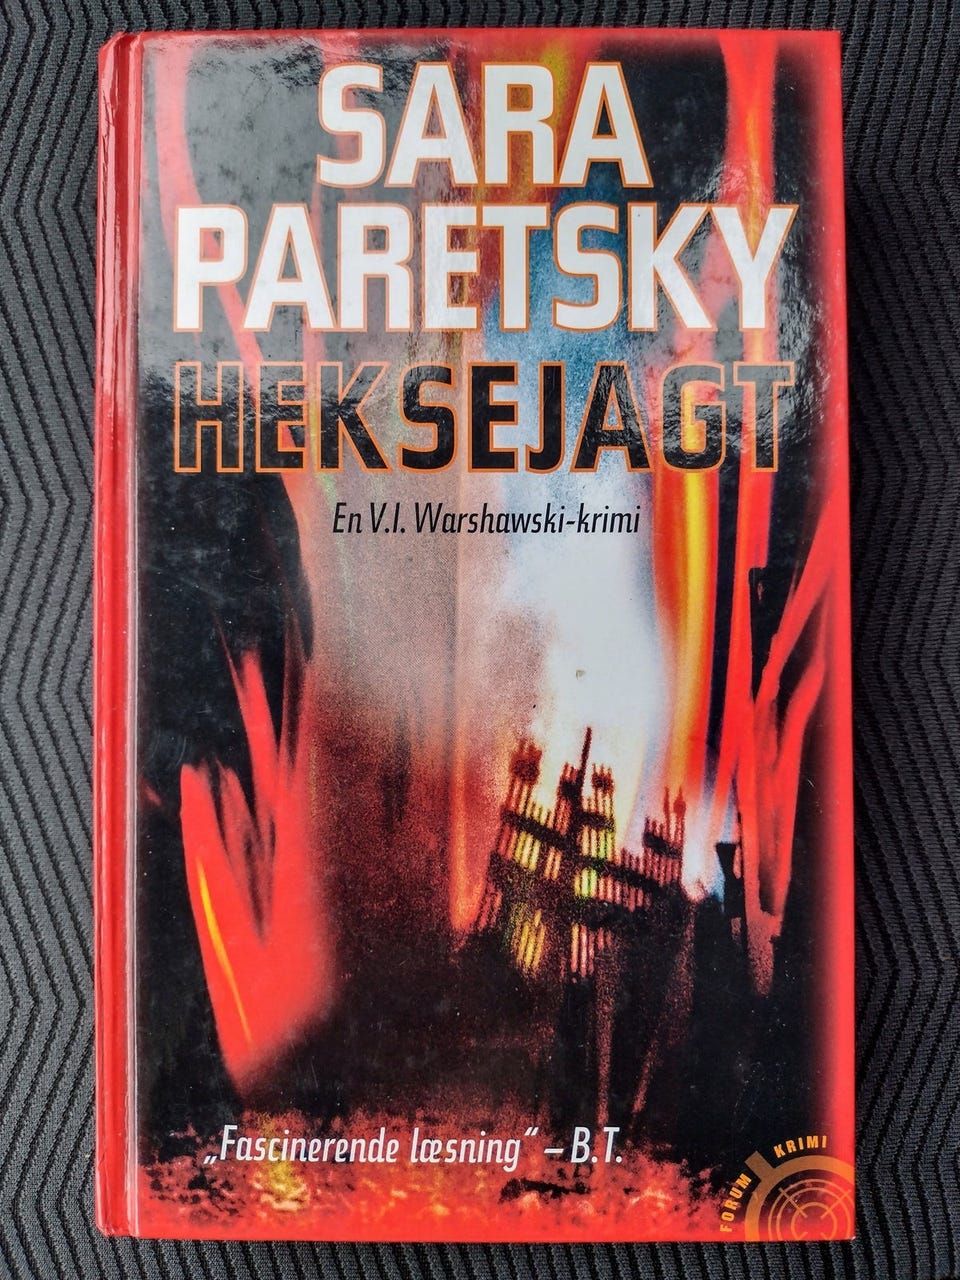 SARA
PARETSKY
HEKSEJAGT
En V.I. Warshawski-krimi
„Fascinerende læsning“ – B.T.
FORUM KRIMI